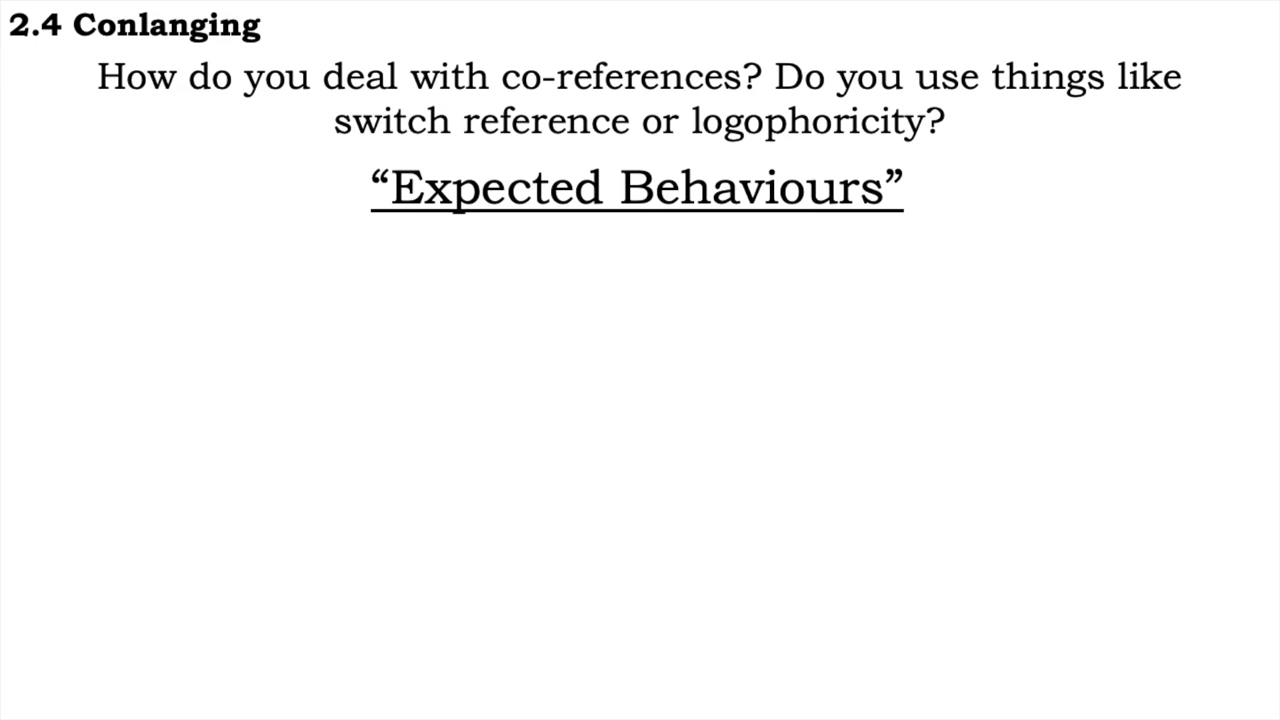 2.4 Conlanging
How do you deal with co-references? Do you use things like
switch reference or logophoricity?
“Expected Behaviours”